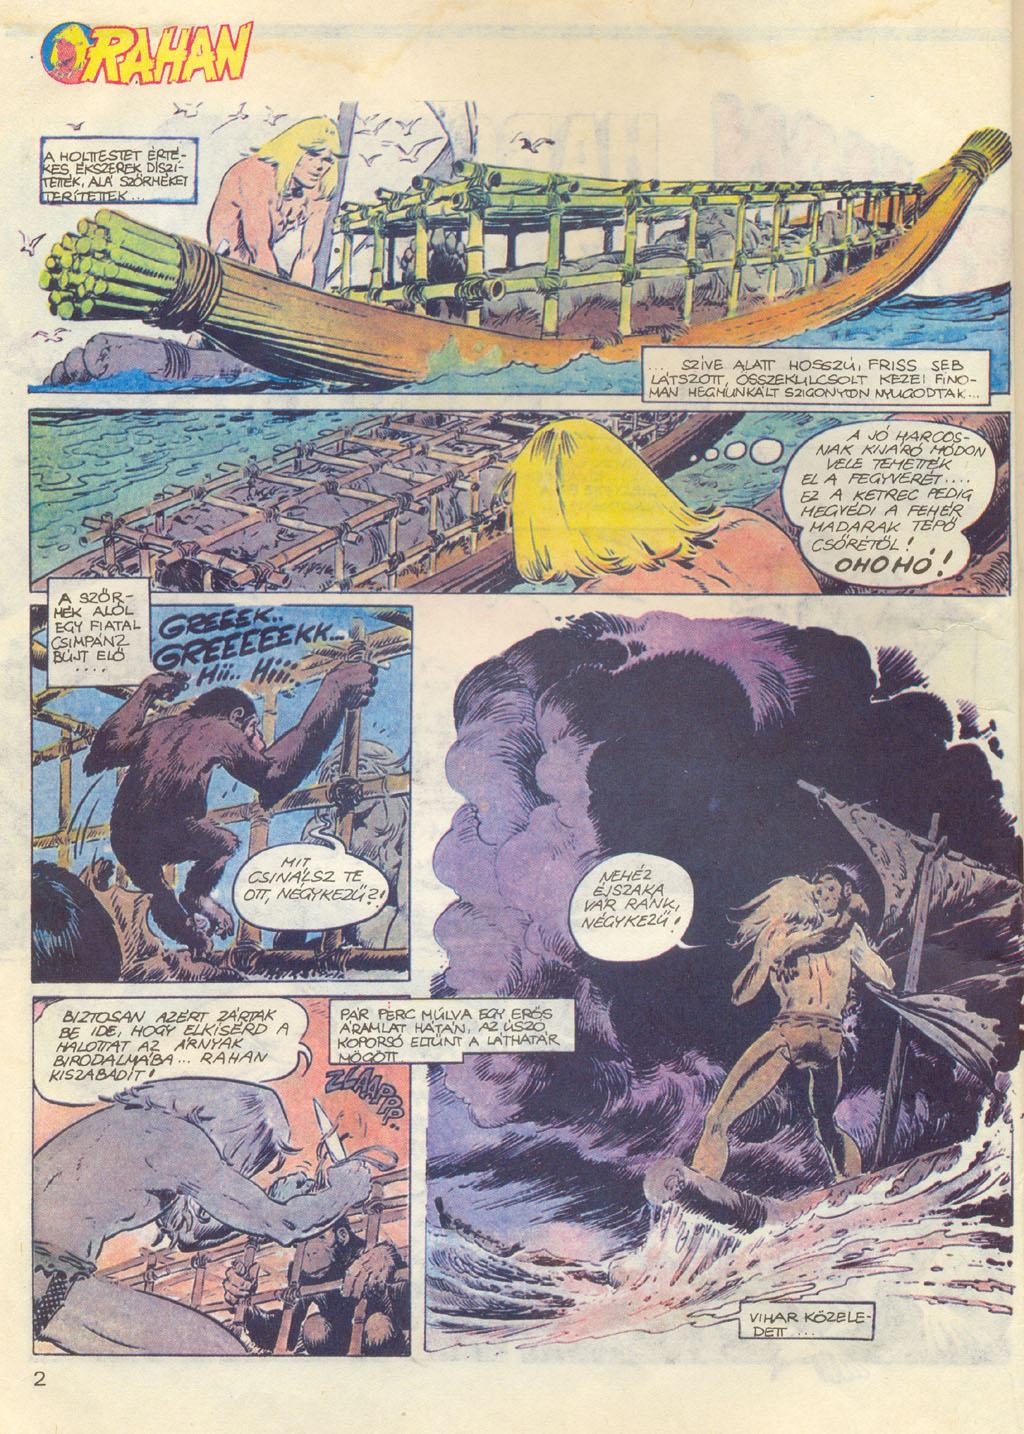 RAHAN
A HOLTTESTET ÉRTÉ-
KES ÉKSZEREK DÍSZÍ-
TETTÉK, ALÁ SZŐRMÉKET
TERÍTETTEK...
... SZÍVE ALATT HOSSZÚ, FRISS SEB
LÁTSZOTT, ÖSSZEKULCSOLT KEZEI FINO-
MAN MEGMUNKÁLT SZIGONYON NYUGODTAK...
A JÓ HARCOS-
NAK KIJÁRÓ MÓDON
VELE TEMETTÉK
EL A FEGYVERÉT....
EZ A KETREC PEDIG
MEGVÉDI A FEHÉR
MADARAK TÉPŐ
CSŐRÉTŐL!
OHOHÓ!
A SZŐR-
MÉK ALÓL
EGY FIATAL
CSIMPÁNZ
BÚJT ELŐ
....
GREEEK..
GREEEEEKK...
Hii.. Hiii..
MIT
CSINÁLSZ TE
OTT, NÉGYKEZŰ?!
NEHÉZ
ÉJSZAKA
VÁR RÁNK,
NÉGYKEZŰ!
BIZTOSAN AZÉRT ZÁRTAK
BE IDE, HOGY ELKÍSÉRD A
HALOTTAT AZ ÁRNYAK
BIRODALMÁBA... RAHAN
KISZABADÍT!
PÁR PERC MÚLVA EGY ERŐS
ÁRAMLAT HÁTÁN, AZ ÚSZÓ
KOPORSÓ ELTŰNT A LÁTHATÁR
MÖGÖTT...
ZLAAPPP..
VIHAR KÖZELE-
DETT ...
2